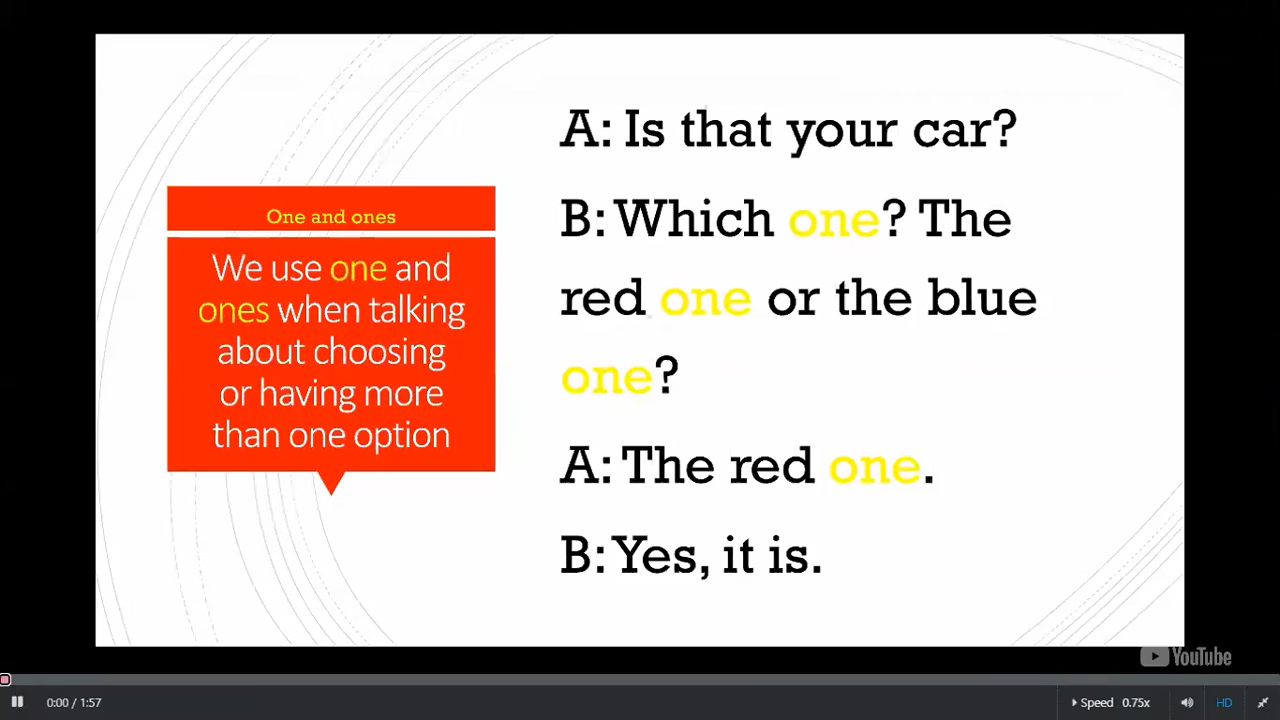 One and ones
We use one and
ones when talking
about choosing
or having more
than one option
A: Is that your car?
B: Which one? The
red one or the blue
one?
A: The red one.
B: Yes, it is.
YouTube
0:00 / 1:57
Speed 0.75x
HD